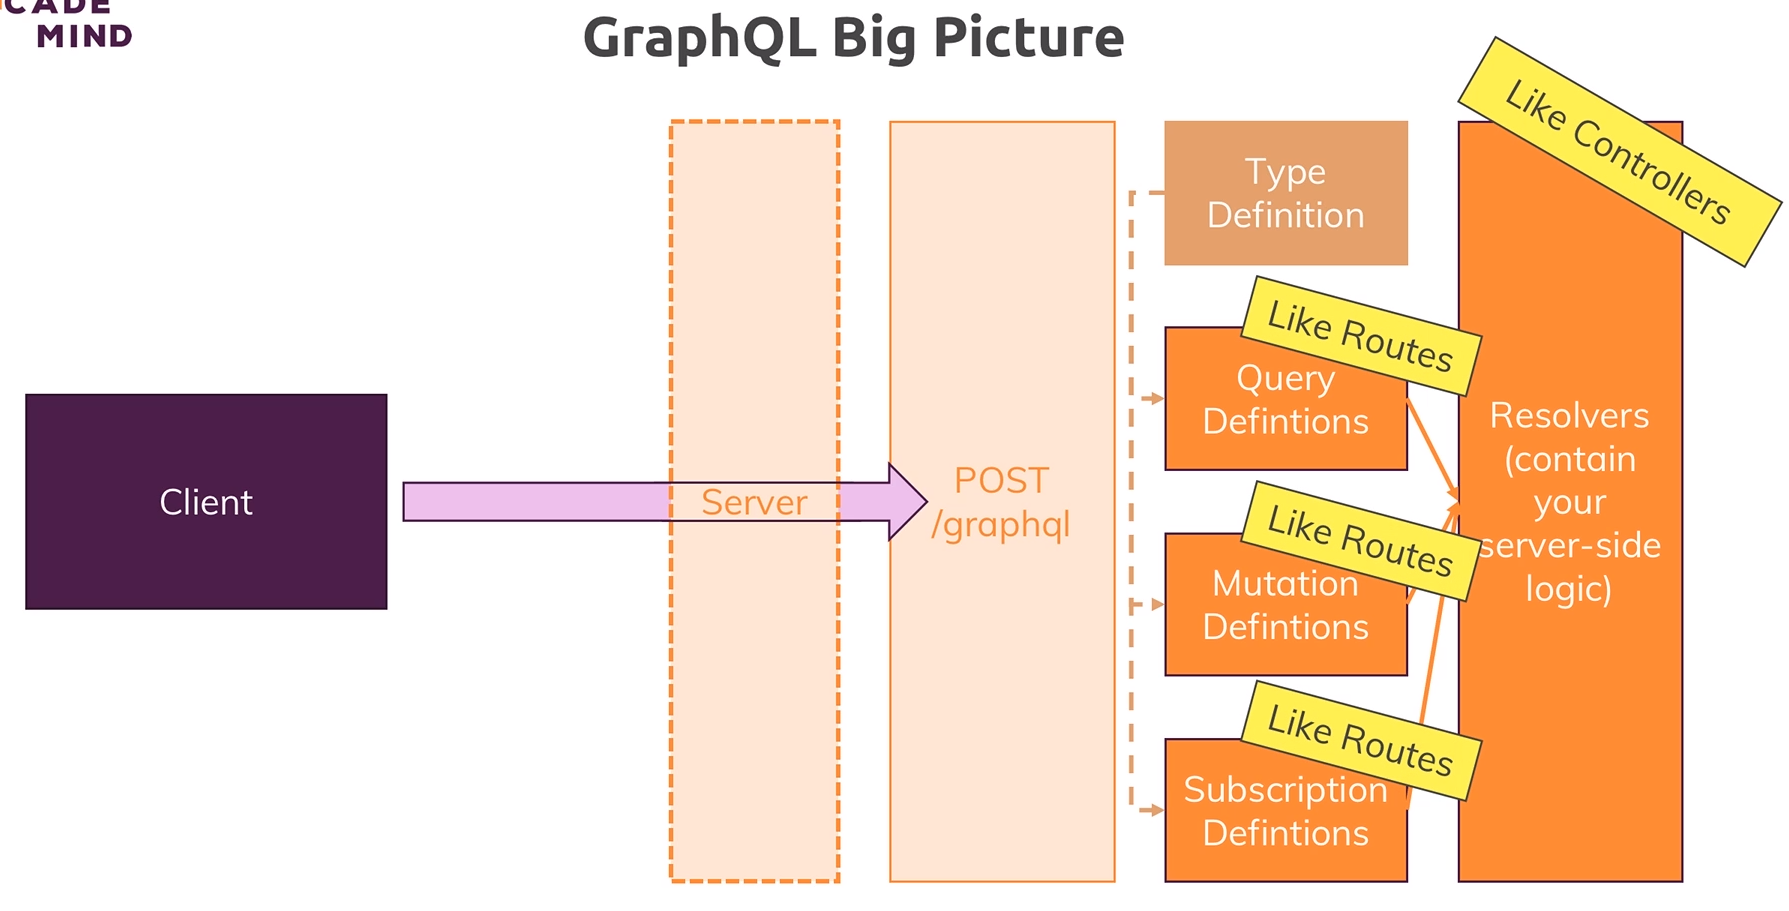 CADE
MIND
GraphQL Big Picture
Client
Server
POST
/graphql
Type
Definition
Like Routes
Query
Defintions
Like Routes
Mutation
Defintions
Like Routes
Subscription
Defintions
Like Controllers
Resolvers
(contain
your
server-side
logic)